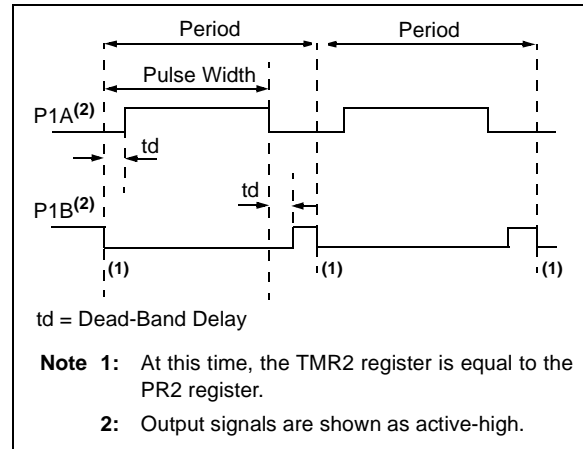 Period Period
Pulse Width
P1A(2)
td
td
P1B(2)
(1) (1) (1)
td = Dead-Band Delay
Note 1: At this time, the TMR2 register is equal to the
PR2 register.
2: Output signals are shown as active-high.